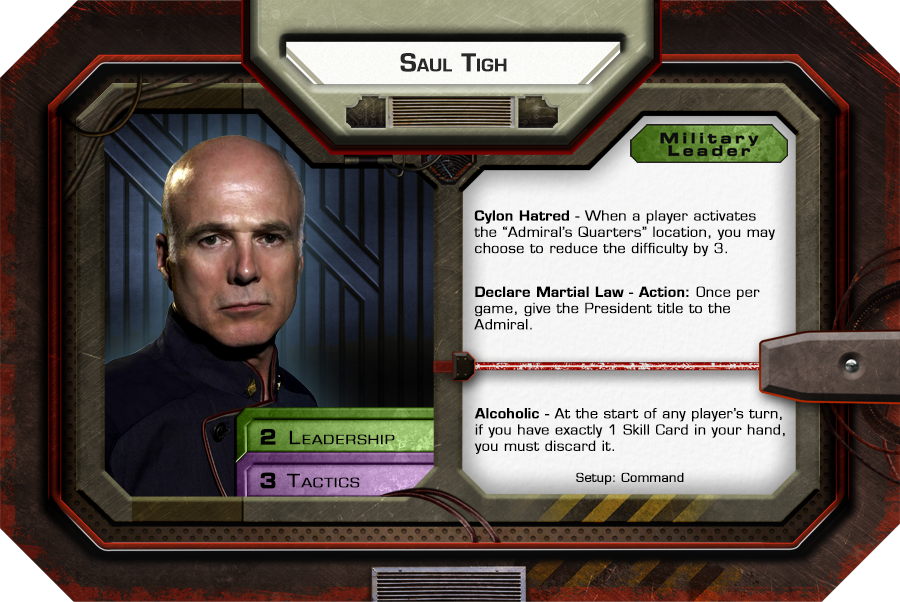 Saul Tigh
Military
Leader
Cylon Hatred - When a player activates
the “Admiral’s Quarters” location, you may
choose to reduce the difficulty by 3.
Declare Martial Law - Action: Once per
game, give the President title to the
Admiral.
Alcoholic - At the start of any player’s turn,
if you have exactly 1 Skill Card in your hand,
you must discard it.
Setup: Command
2 Leadership
3 Tactics